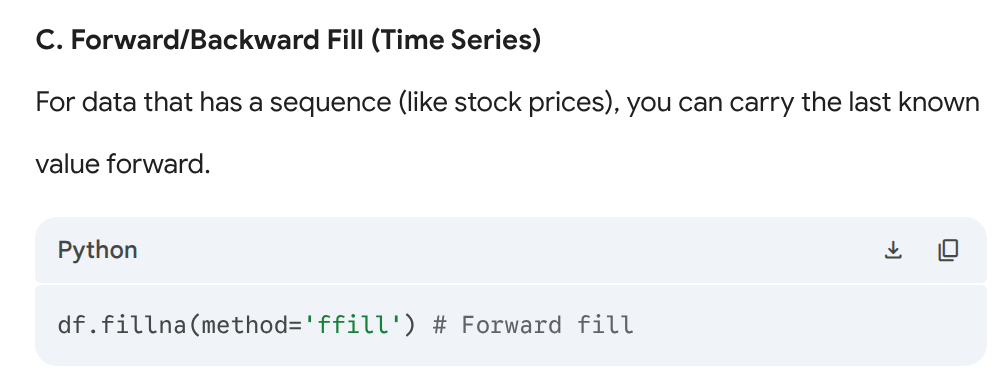 C. Forward/Backward Fill (Time Series)
For data that has a sequence (like stock prices), you can carry the last known
value forward.
Python
df.fillna(method='ffill') # Forward fill